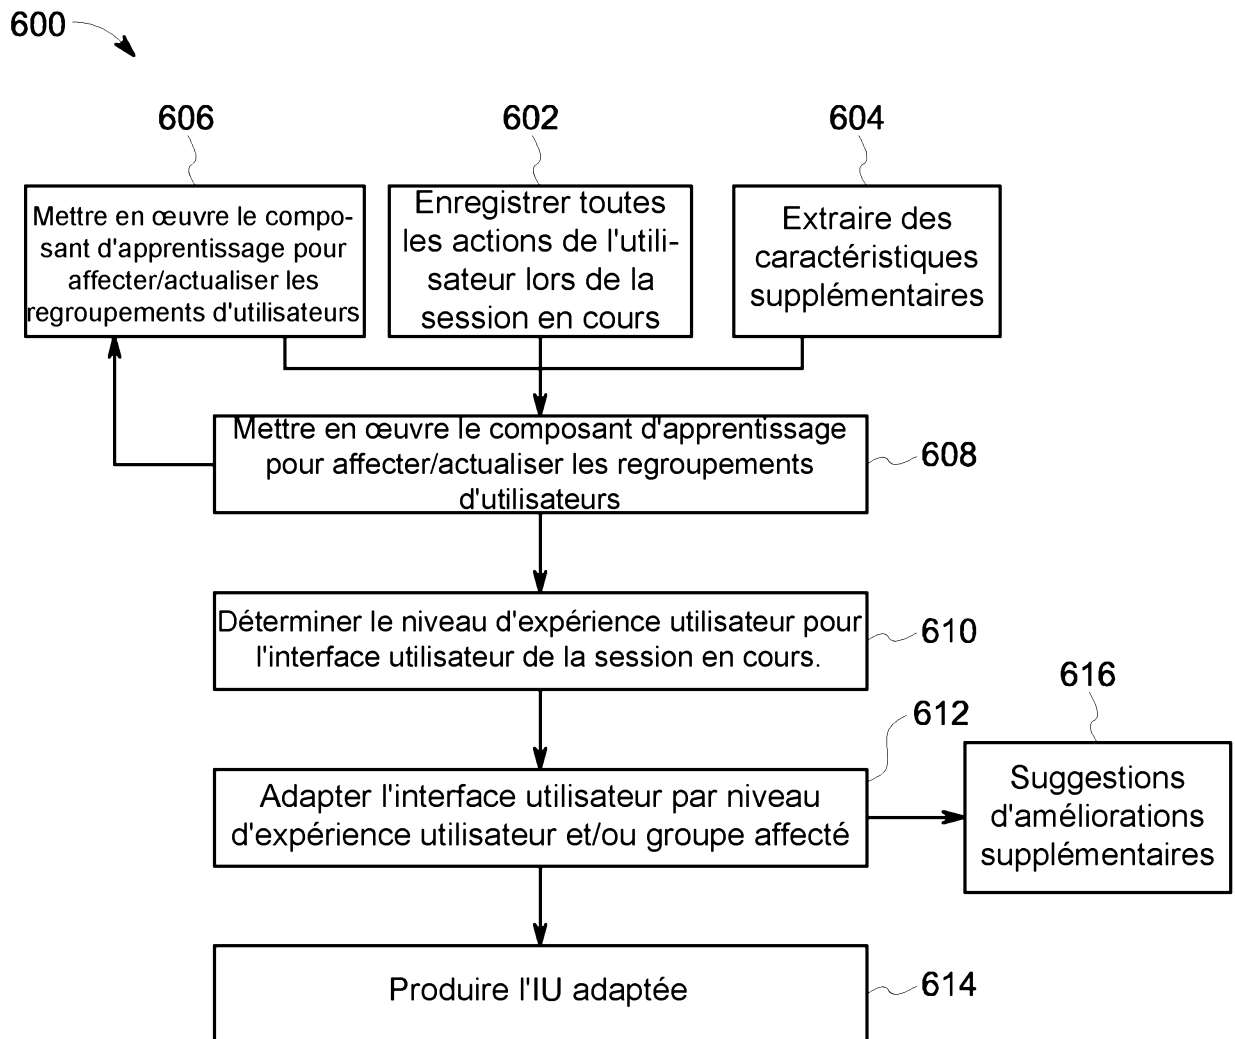 600
606
602
604
Mettre en œuvre le compo-
sant d'apprentissage pour
affecter/actualiser les
regroupements d'utilisateurs
Enregistrer toutes
les actions de l'utili-
sateur lors de la
session en cours
Extraire des
caractéristiques
supplémentaires
Mettre en œuvre le composant d'apprentissage
pour affecter/actualiser les regroupements
d'utilisateurs
608
Déterminer le niveau d'expérience utilisateur pour
l'interface utilisateur de la session en cours.
610
612
Adapter l'interface utilisateur par niveau
d'expérience utilisateur et/ou groupe affecté
616
Suggestions
d'améliorations
supplémentaires
Produire l'IU adaptée
614